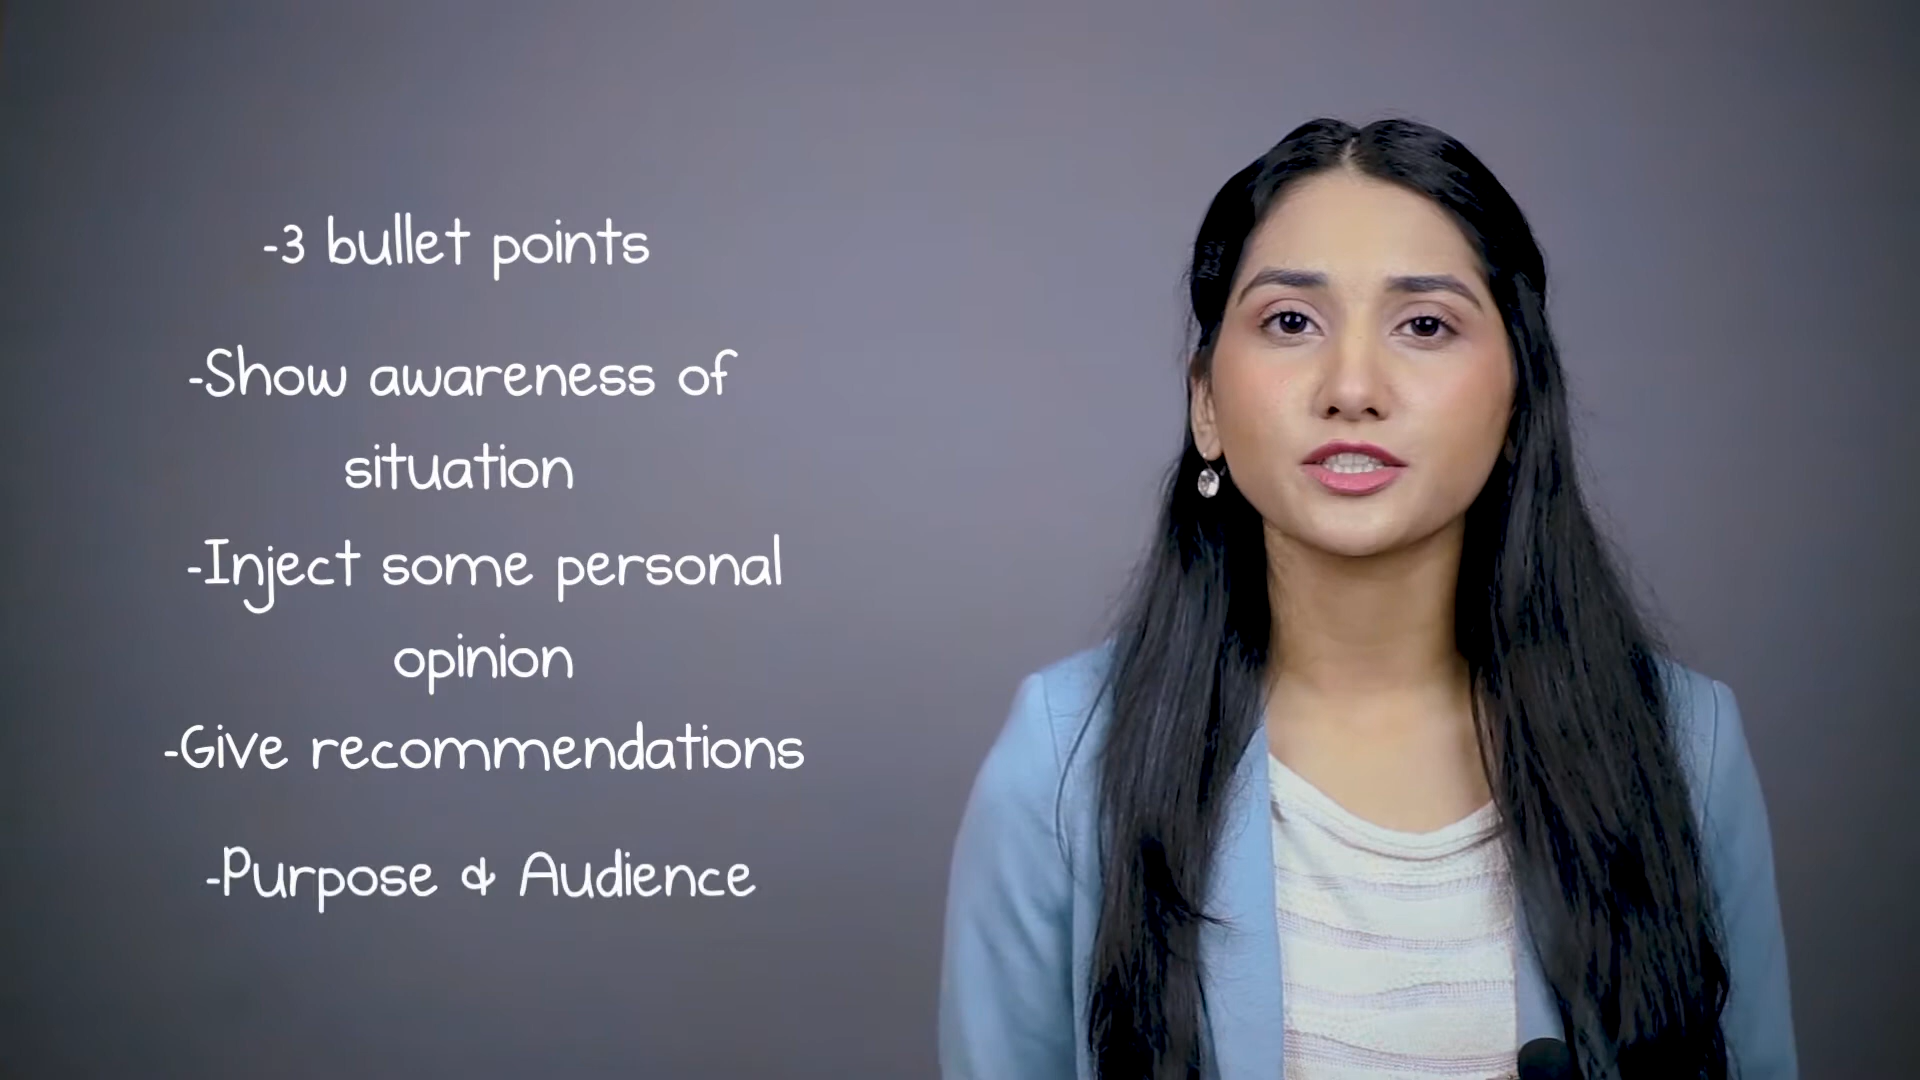 -3 bullet points
-Show awareness of
situation
-Inject some personal
opinion
-Give recommendations
-Purpose & Audience